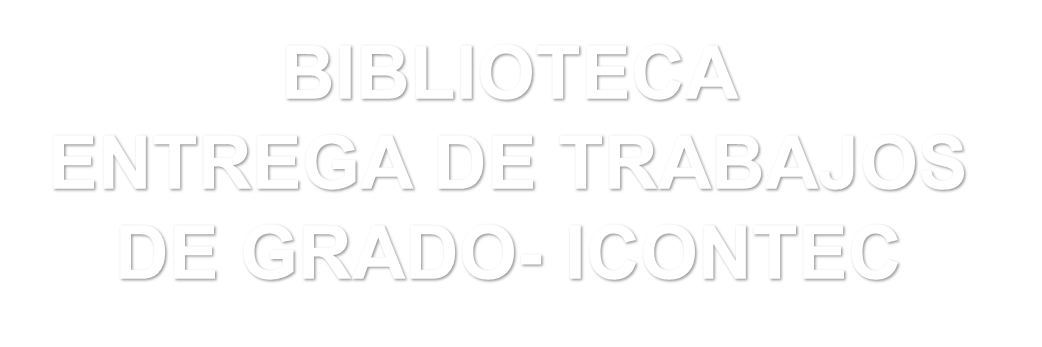 BIBLIOTECA
ENTREGA DE TRABAJOS
DE GRADO- ICONTEC